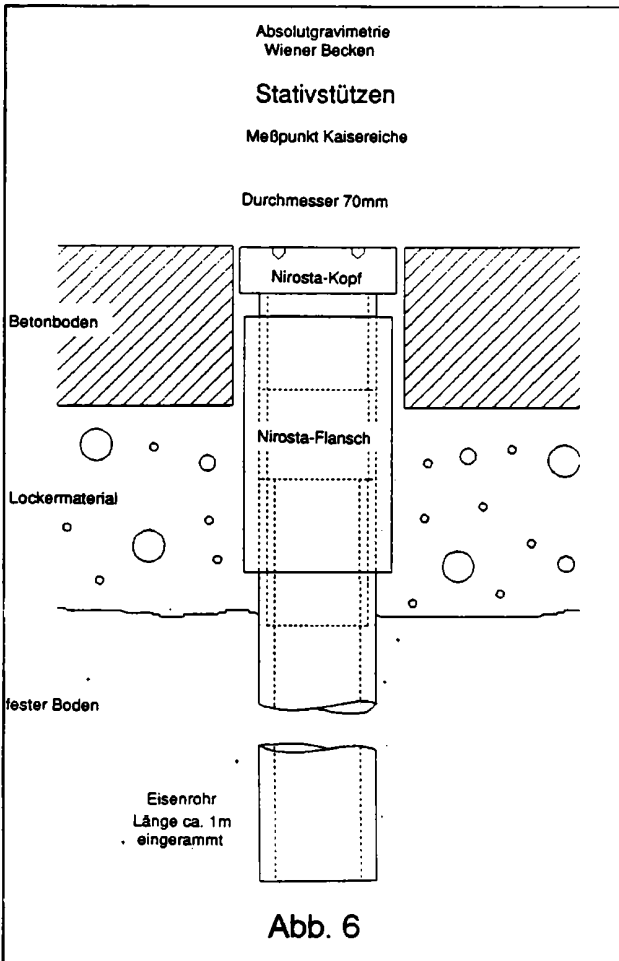 Absolutgravimetrie
Wiener Becken
Stativstützen
Meßpunkt Kaisereiche
Durchmesser 70mm
Nirosta-Kopf
Betonboden
Nirosta-Flansch
Lockermaterial
fester Boden
Eisenrohr
Länge ca. 1m
eingerammt
Abb. 6